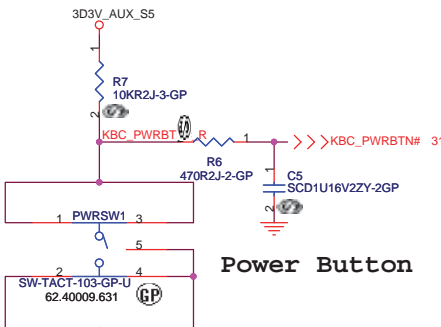 3D3V_AUX_S5
1
R7
10KR2J-3-GP
2
KBC_PWRBT R 1 KBC_PWRBTN# 31
R6
470R2J-2-GP
1
C5
SCD1U16V2ZY-2GP
2
1 PWRSW1 3
5
2 4
SW-TACT-103-GP-U
62.40009.631
GP
Power Button